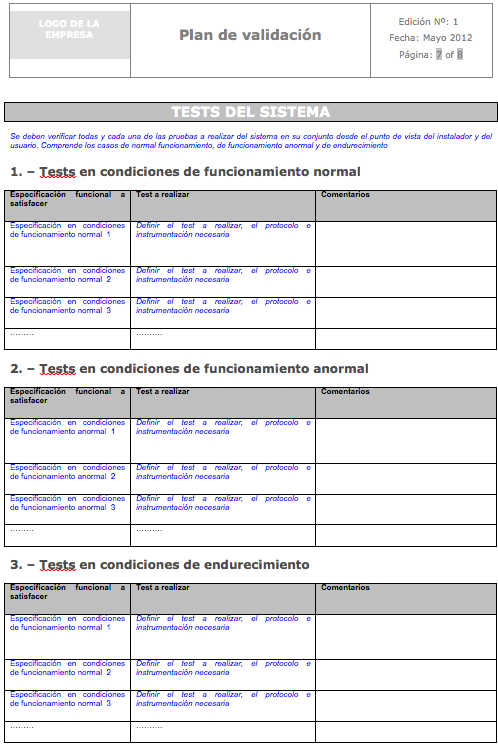 LOGO DE LA
EMPRESA
Plan de validación
Edición Nº: 1
Fecha: Mayo 2012
Página: 7 of 8
TESTS DEL SISTEMA
Se deben verificar todas y cada una de las pruebas a realizar del sistema en su conjunto desde el punto de vista del instalador y del
usuario. Comprende los casos de normal funcionamiento, de funcionamiento anormal y de endurecimiento
1. – Tests en condiciones de funcionamiento normal
Especificación funcional a
satisfacer
Test a realizar
Comentarios
Especificación en condiciones
de funcionamiento normal 1
Definir el test a realizar, el protocolo e
instrumentación necesaria
Especificación en condiciones
de funcionamiento normal 2
Definir el test a realizar, el protocolo e
instrumentación necesaria
Especificación en condiciones
de funcionamiento normal 3
Definir el test a realizar, el protocolo e
instrumentación necesaria
.........
..........
2. – Tests en condiciones de funcionamiento anormal
Especificación funcional a
satisfacer
Test a realizar
Comentarios
Especificación en condiciones
de funcionamiento anormal 1
Definir el test a realizar, el protocolo e
instrumentación necesaria
Especificación en condiciones
de funcionamiento anormal 2
Definir el test a realizar, el protocolo e
instrumentación necesaria
Especificación en condiciones
de funcionamiento anormal 3
Definir el test a realizar, el protocolo e
instrumentación necesaria
.........
..........
3. – Tests en condiciones de endurecimiento
Especificación funcional a
satisfacer
Test a realizar
Comentarios
Especificación en condiciones
de funcionamiento normal 1
Definir el test a realizar, el protocolo e
instrumentación necesaria
Especificación en condiciones
de funcionamiento normal 2
Definir el test a realizar, el protocolo e
instrumentación necesaria
Especificación en condiciones
de funcionamiento normal 3
Definir el test a realizar, el protocolo e
instrumentación necesaria
.........
..........